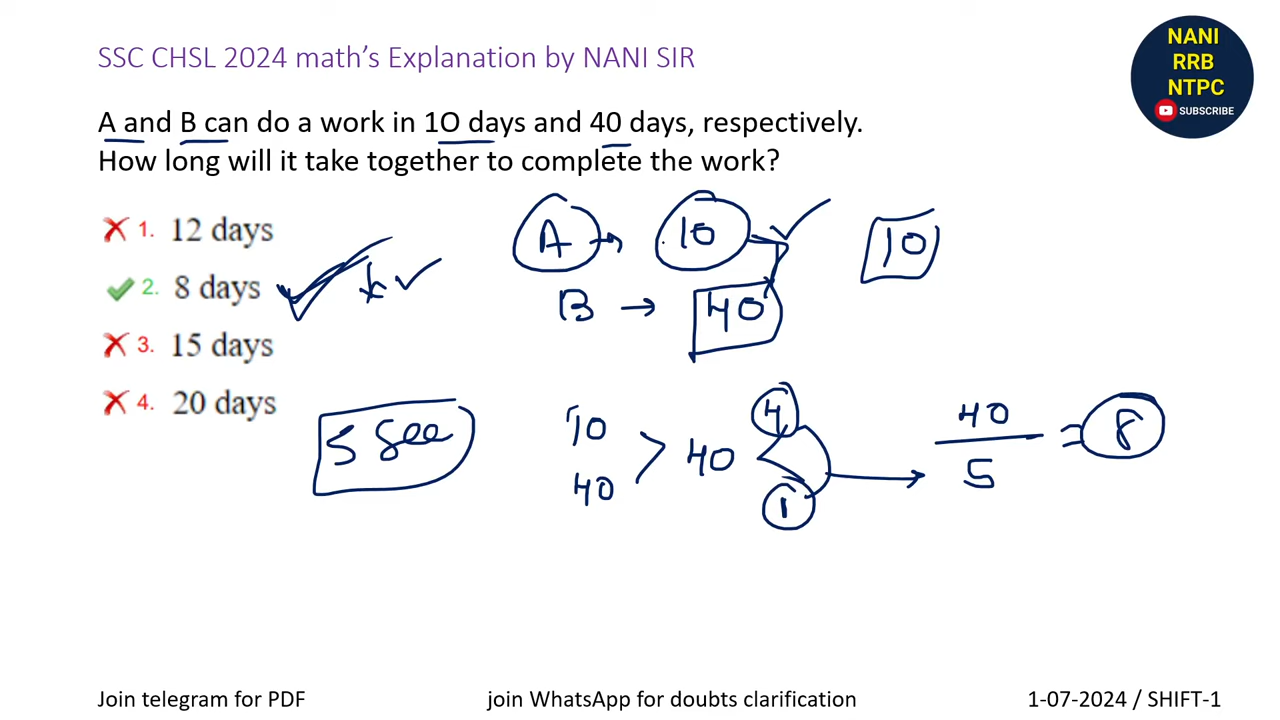 SSC CHSL 2024 math's Explanation by NANI SIR
NANI
RRB
NTPC
SUBSCRIBE
A and B can do a work in 1O days and 40 days, respectively.
How long will it take together to complete the work?
1. 12 days
2. 8 days
3. 15 days
4. 20 days
A → 10
10
B → 40
5 See
10
40
40
4
1
40
5
= 8
Join telegram for PDF
join WhatsApp for doubts clarification
1-07-2024 / SHIFT-1